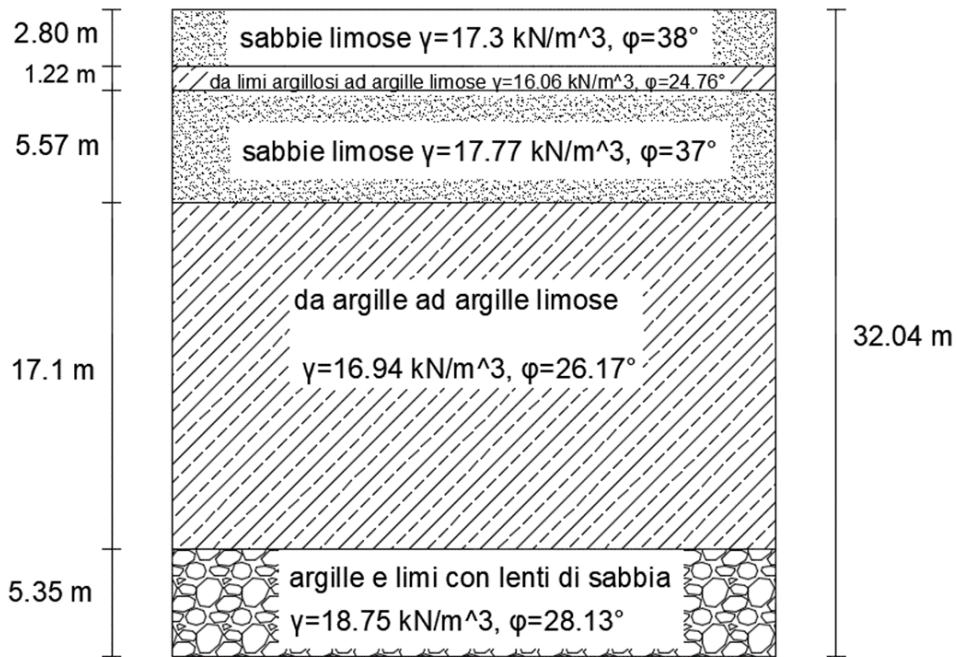 2.80 m
sabbie limose γ=17.3 kN/m^3, φ=38°
1.22 m
da limi argillosi ad argille limose γ=16.06 kN/m^3, φ=24.76°
5.57 m
sabbie limose γ=17.77 kN/m^3, φ=37°
da argille ad argille limose
32.04 m
17.1 m
γ=16.94 kN/m^3, φ=26.17°
argille e limi con lenti di sabbia
5.35 m
γ=18.75 kN/m^3, φ=28.13°